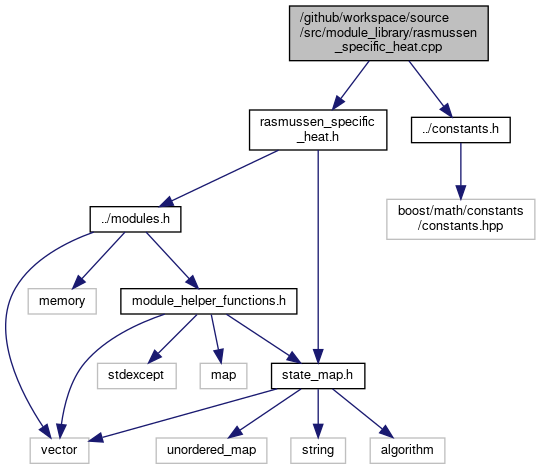 /github/workspace/source
/src/module_library/rasmussen
_specific_heat.cpp
rasmussen_specific
_heat.h
../constants.h
../modules.h
boost/math/constants
/constants.hpp
memory
module_helper_functions.h
stdexcept
map
state_map.h
vector
unordered_map
string
algorithm